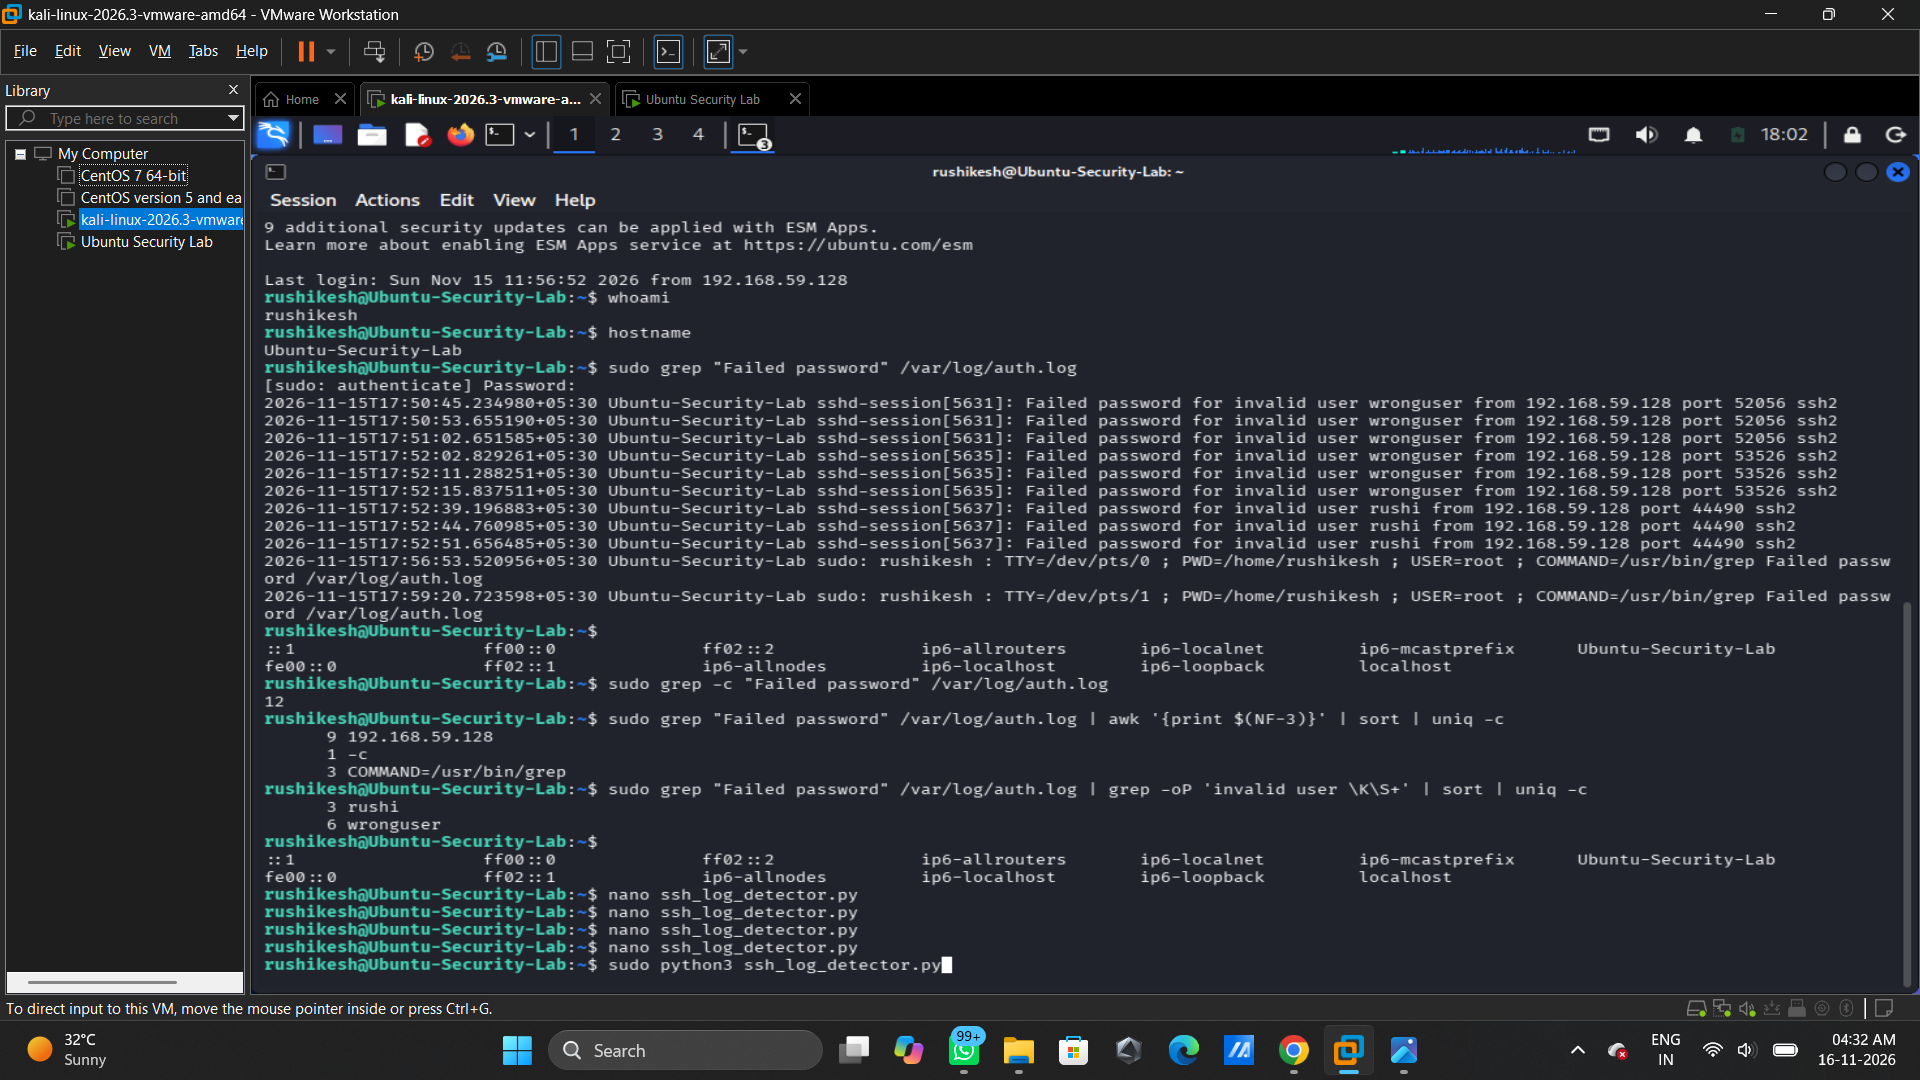 kali-linux-2026.3-vmware-amd64 - VMware Workstation
File Edit View VM Tabs Help
Library
Type here to search
My Computer
CentOS 7 64-bit
CentOS version 5 and ea
kali-linux-2026.3-vmware
Ubuntu Security Lab
Home
kali-linux-2026.3-vmware-a...
Ubuntu Security Lab
1 2 3 4
3
18:02
rushikesh@Ubuntu-Security-Lab: ~
Session Actions Edit View Help
9 additional security updates can be applied with ESM Apps.
Learn more about enabling ESM Apps service at https://ubuntu.com/esm
Last login: Sun Nov 15 11:56:52 2026 from 192.168.59.128
rushikesh@Ubuntu-Security-Lab:~$ whoami
rushikesh
rushikesh@Ubuntu-Security-Lab:~$ hostname
Ubuntu-Security-Lab
rushikesh@Ubuntu-Security-Lab:~$ sudo grep "Failed password" /var/log/auth.log
[sudo: authenticate] Password:
2026-11-15T17:50:45.234980+05:30 Ubuntu-Security-Lab sshd-session[5631]: Failed password for invalid user wronguser from 192.168.59.128 port 52056 ssh2
2026-11-15T17:50:53.655190+05:30 Ubuntu-Security-Lab sshd-session[5631]: Failed password for invalid user wronguser from 192.168.59.128 port 52056 ssh2
2026-11-15T17:51:02.651585+05:30 Ubuntu-Security-Lab sshd-session[5631]: Failed password for invalid user wronguser from 192.168.59.128 port 52056 ssh2
2026-11-15T17:52:02.829261+05:30 Ubuntu-Security-Lab sshd-session[5635]: Failed password for invalid user wronguser from 192.168.59.128 port 53526 ssh2
2026-11-15T17:52:11.288251+05:30 Ubuntu-Security-Lab sshd-session[5635]: Failed password for invalid user wronguser from 192.168.59.128 port 53526 ssh2
2026-11-15T17:52:15.837511+05:30 Ubuntu-Security-Lab sshd-session[5635]: Failed password for invalid user wronguser from 192.168.59.128 port 53526 ssh2
2026-11-15T17:52:39.196883+05:30 Ubuntu-Security-Lab sshd-session[5637]: Failed password for invalid user rushi from 192.168.59.128 port 44490 ssh2
2026-11-15T17:52:44.760985+05:30 Ubuntu-Security-Lab sshd-session[5637]: Failed password for invalid user rushi from 192.168.59.128 port 44490 ssh2
2026-11-15T17:52:51.656485+05:30 Ubuntu-Security-Lab sshd-session[5637]: Failed password for invalid user rushi from 192.168.59.128 port 44490 ssh2
2026-11-15T17:56:53.520956+05:30 Ubuntu-Security-Lab sudo: rushikesh : TTY=/dev/pts/0 ; PWD=/home/rushikesh ; USER=root ; COMMAND=/usr/bin/grep Failed passw
ord /var/log/auth.log
2026-11-15T17:59:20.723598+05:30 Ubuntu-Security-Lab sudo: rushikesh : TTY=/dev/pts/1 ; PWD=/home/rushikesh ; USER=root ; COMMAND=/usr/bin/grep Failed passw
ord /var/log/auth.log
rushikesh@Ubuntu-Security-Lab:~$
::1 ff00::0 ff02::2 ip6-allrouters ip6-localnet ip6-mcastprefix Ubuntu-Security-Lab
fe00::0 ff02::1 ip6-allnodes ip6-localhost ip6-loopback localhost
rushikesh@Ubuntu-Security-Lab:~$ sudo grep -c "Failed password" /var/log/auth.log
12
rushikesh@Ubuntu-Security-Lab:~$ sudo grep "Failed password" /var/log/auth.log | awk '{print $(NF-3)}' | sort | uniq -c
9 192.168.59.128
1 -c
3 COMMAND=/usr/bin/grep
rushikesh@Ubuntu-Security-Lab:~$ sudo grep "Failed password" /var/log/auth.log | grep -oP 'invalid user \K\S+' | sort | uniq -c
3 rushi
6 wronguser
rushikesh@Ubuntu-Security-Lab:~$
::1 ff00::0 ff02::2 ip6-allrouters ip6-localnet ip6-mcastprefix Ubuntu-Security-Lab
fe00::0 ff02::1 ip6-allnodes ip6-localhost ip6-loopback localhost
rushikesh@Ubuntu-Security-Lab:~$ nano ssh_log_detector.py
rushikesh@Ubuntu-Security-Lab:~$ nano ssh_log_detector.py
rushikesh@Ubuntu-Security-Lab:~$ nano ssh_log_detector.py
rushikesh@Ubuntu-Security-Lab:~$ nano ssh_log_detector.py
rushikesh@Ubuntu-Security-Lab:~$ sudo python3 ssh_log_detector.py
To direct input to this VM, move the mouse pointer inside or press Ctrl+G.
32°C
Sunny
Search
99+
ENG
IN
04:32 AM
16-11-2026